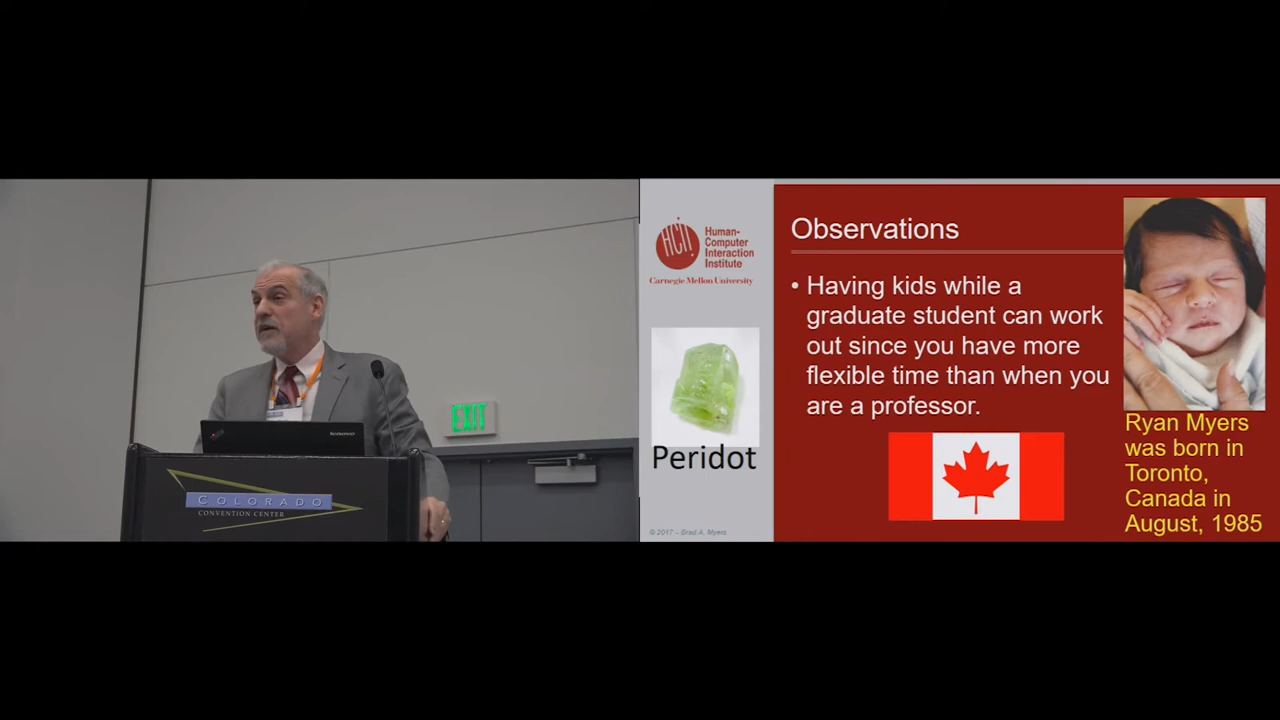 EXIT
lenovo
COLORADO
CONVENTION CENTER
HCII
Human-
Computer
Interaction
Institute
Carnegie Mellon University
Peridot
© 2017 – Brad A. Myers
Observations
• Having kids while a
graduate student can work
out since you have more
flexible time than when you
are a professor.
Ryan Myers
was born in
Toronto,
Canada in
August, 1985